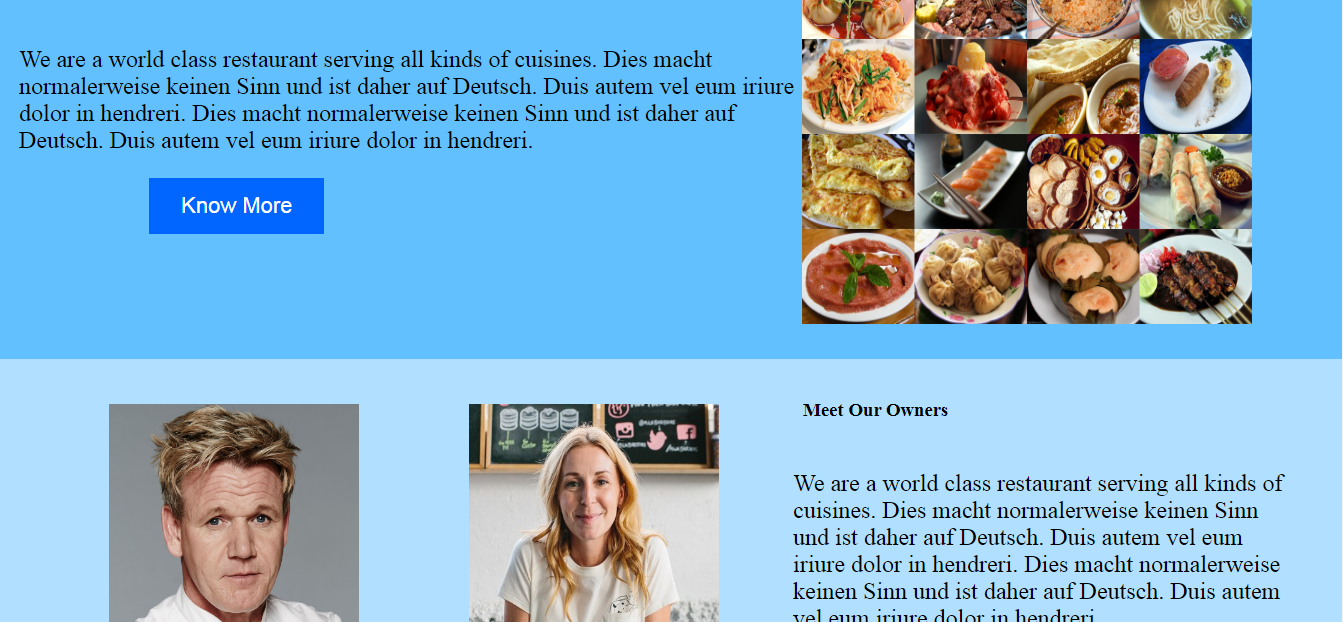 We are a world class restaurant serving all kinds of cuisines. Dies macht
normalerweise keinen Sinn und ist daher auf Deutsch. Duis autem vel eum iriure
dolor in hendreri. Dies macht normalerweise keinen Sinn und ist daher auf
Deutsch. Duis autem vel eum iriure dolor in hendreri.
Know More
Meet Our Owners
We are a world class restaurant serving all kinds of
cuisines. Dies macht normalerweise keinen Sinn
und ist daher auf Deutsch. Duis autem vel eum
iriure dolor in hendreri. Dies macht normalerweise
keinen Sinn und ist daher auf Deutsch. Duis autem
vel eum iriure dolor in hendreri.